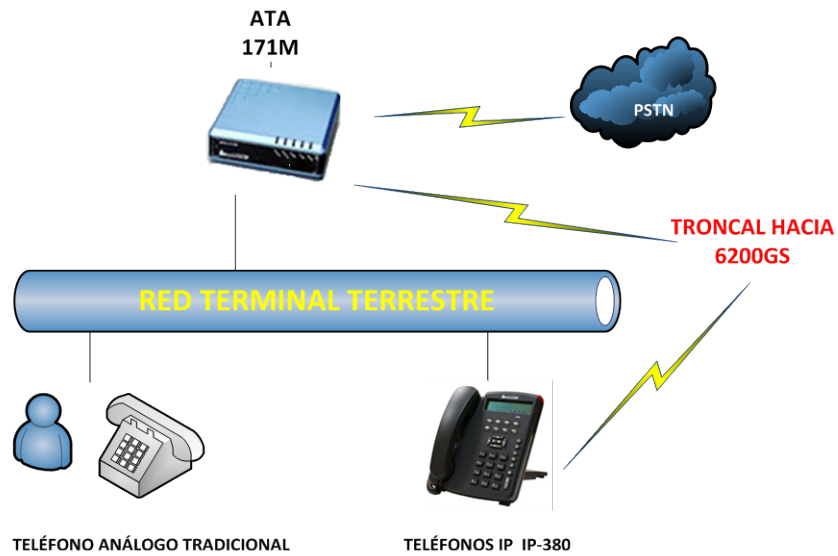 ATA
171M
PSTN
TRONCAL HACIA
6200GS
RED TERMINAL TERRESTRE
TELÉFONO ANÁLOGO TRADICIONAL
TELÉFONOS IP IP-380